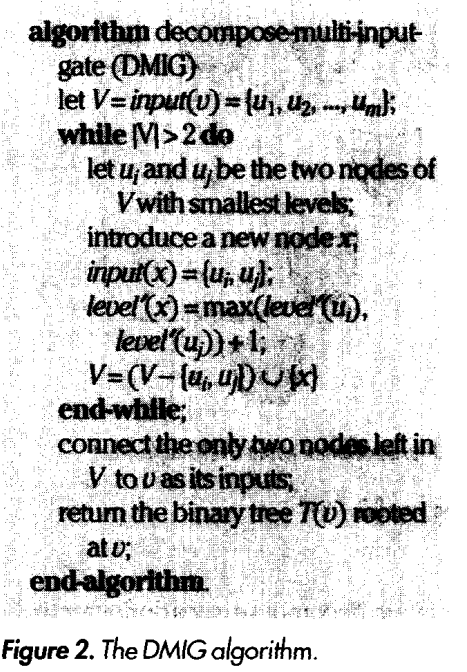 algorithm decompose-multi-input-
gate (DMIG)
let V = input(v) = {u₁, u₂, ..., uₘ};
while |V| > 2 do
let uᵢ and uⱼ be the two nodes of
V with smallest levels;
introduce a new node x;
input(x) = {uᵢ, uⱼ};
level′(x) = max(level′(uᵢ),
level′(uⱼ)) + 1;
V = (V – {uᵢ, uⱼ}) ∪ {x}
end-while;
connect the only two nodes left in
V to v as its inputs;
return the binary tree T(v) rooted
at v;
end-algorithm.
Figure 2. The DMIG algorithm.